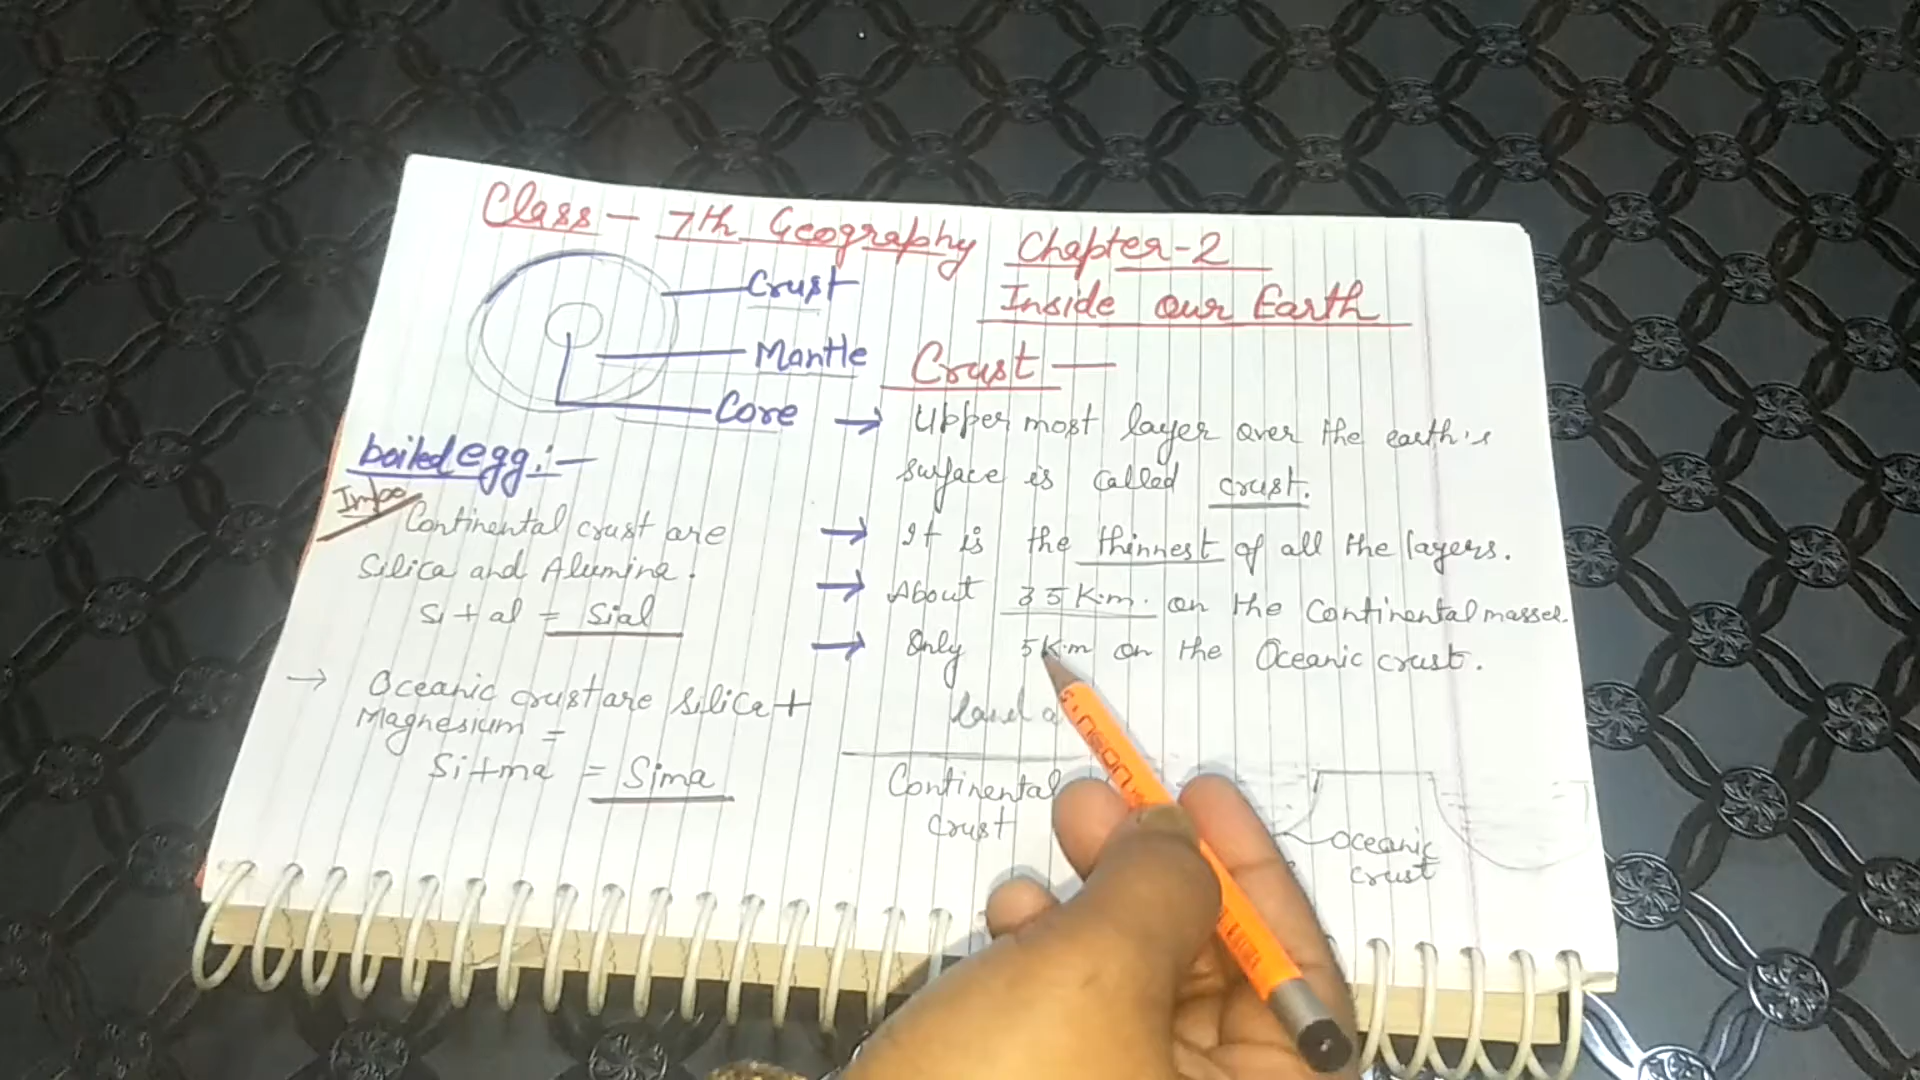 Class - 7th Geography Chapter-2
Inside our Earth
Crust
Mantle
Core
boiled egg:-
Impo
Continental crust are
Silica and Alumina.
Si + al = Sial
→ Oceanic crust are silica +
Magnesium =
Si+ma = Sima
Crust —
→ Upper most layer over the earth's
surface is called crust.
→ It is the thinnest of all the layers.
→ About 35 K.m. on the Continental masses.
→ Only 5 K.m on the Oceanic crust.
Land
Continental
crust
Oceanic
crust